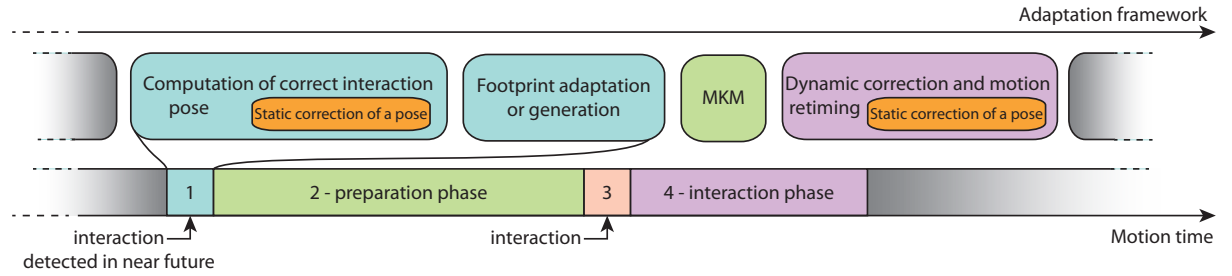 Adaptation framework
Computation of correct interaction
pose
Static correction of a pose
Footprint adaptation
or generation
MKM
Dynamic correction and motion
retiming
Static correction of a pose
1
2 - preparation phase
3
4 - interaction phase
interaction
detected in near future
interaction
Motion time